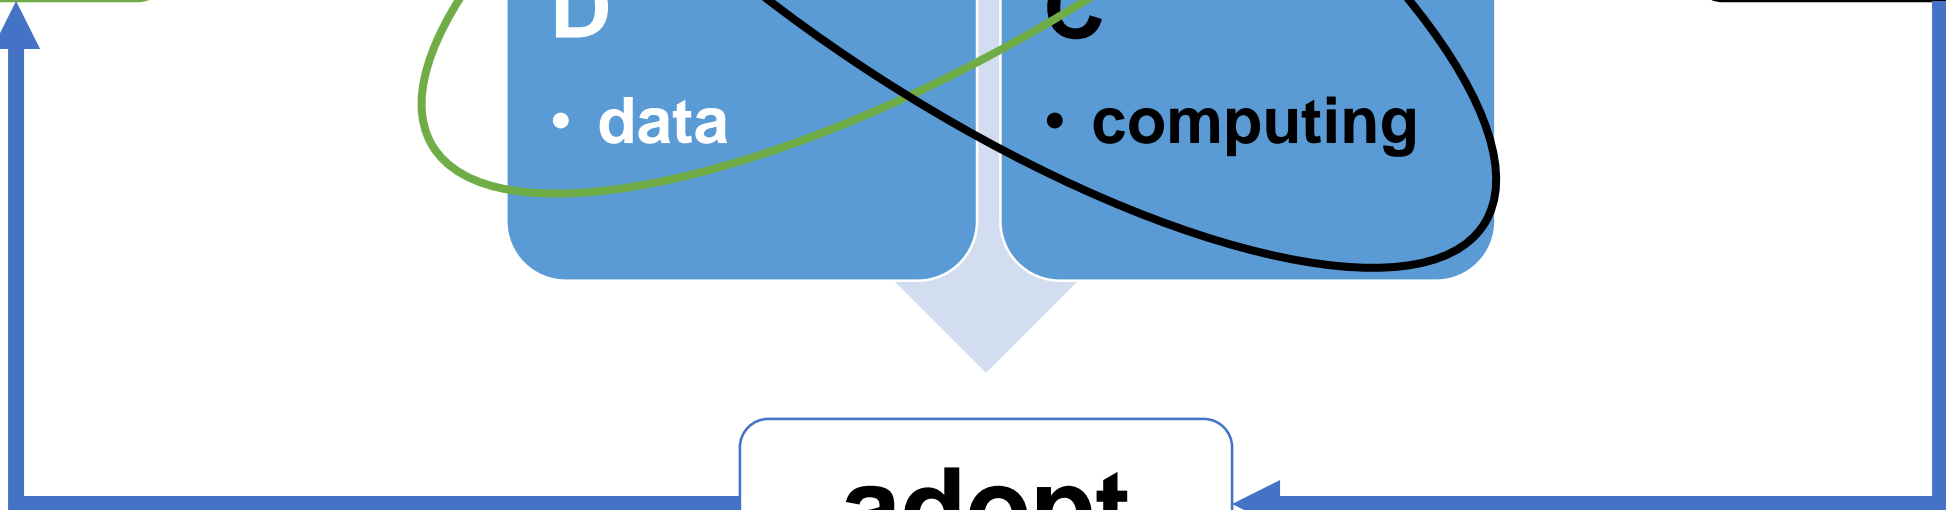 D
• data
C
• computing
adopt